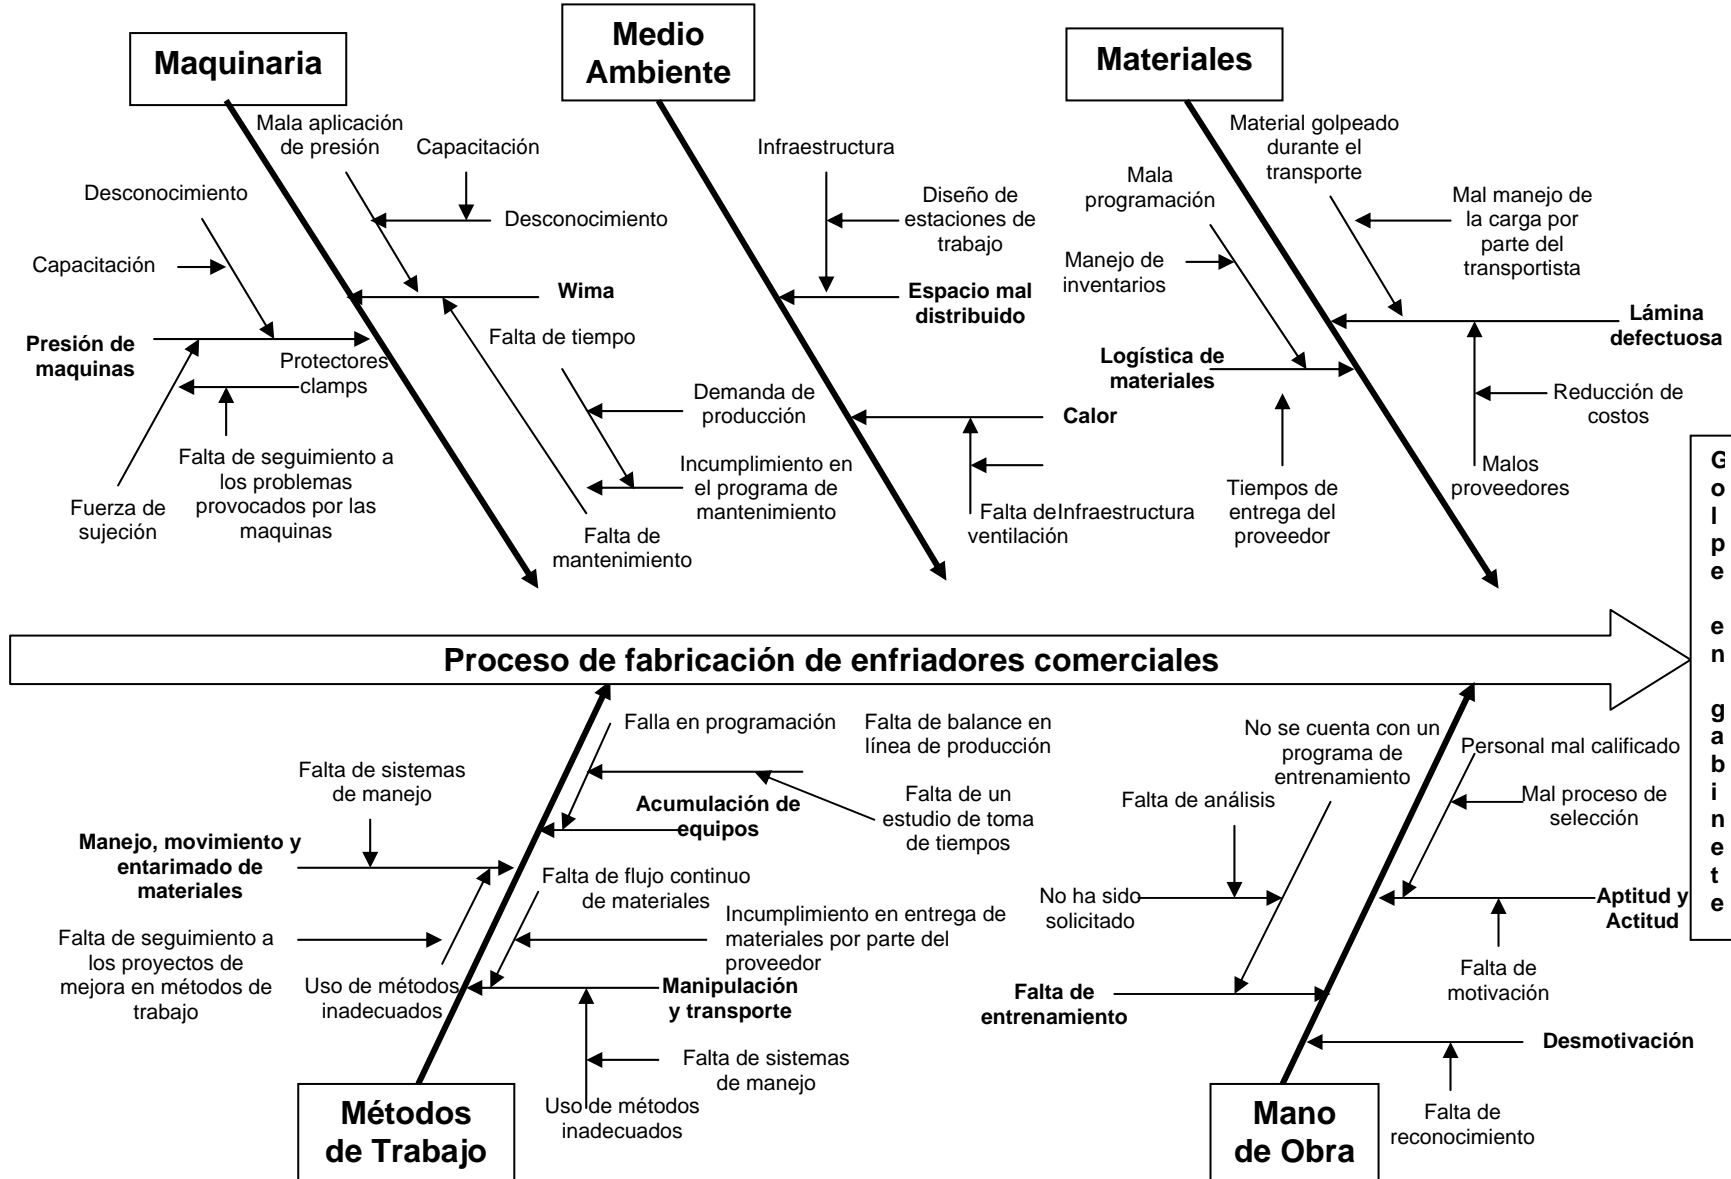 Maquinaria
Medio
Ambiente
Materiales
Mala aplicación
de presión
Capacitación
Desconocimiento
Desconocimiento
Capacitación
Wima
Presión de
maquinas
Protectores
clamps
Falta de seguimiento a
los problemas
provocados por las
maquinas
Fuerza de
sujeción
Falta de tiempo
Demanda de
producción
Incumplimiento en
el programa de
mantenimiento
Falta de
mantenimiento
Infraestructura
Diseño de
estaciones de
trabajo
Espacio mal
distribuido
Calor
Falta de
ventilación
Infraestructura
Mala
programación
Manejo de
inventarios
Logística de
materiales
Tiempos de
entrega del
proveedor
Material golpeado
durante el
transporte
Mal manejo de
la carga por
parte del
transportista
Lámina
defectuosa
Reducción de
costos
Malos
proveedores
Golpe en gabinete
Proceso de fabricación de enfriadores comerciales
Falla en programación
Falta de balance en
línea de producción
Falta de sistemas
de manejo
Acumulación de
equipos
Falta de un
estudio de toma
de tiempos
Manejo, movimiento y
entarimado de
materiales
Falta de flujo continuo
de materiales
Incumplimiento en entrega de
materiales por parte del
proveedor
Falta de seguimiento a
los proyectos de
mejora en métodos de
trabajo
Uso de métodos
inadecuados
Manipulación
y transporte
Falta de sistemas
de manejo
Uso de métodos
inadecuados
Métodos
de Trabajo
No se cuenta con un
programa de
entrenamiento
Personal mal calificado
Falta de análisis
Mal proceso de
selección
No ha sido
solicitado
Aptitud y
Actitud
Falta de
motivación
Falta de
entrenamiento
Desmotivación
Falta de
reconocimiento
Mano
de Obra